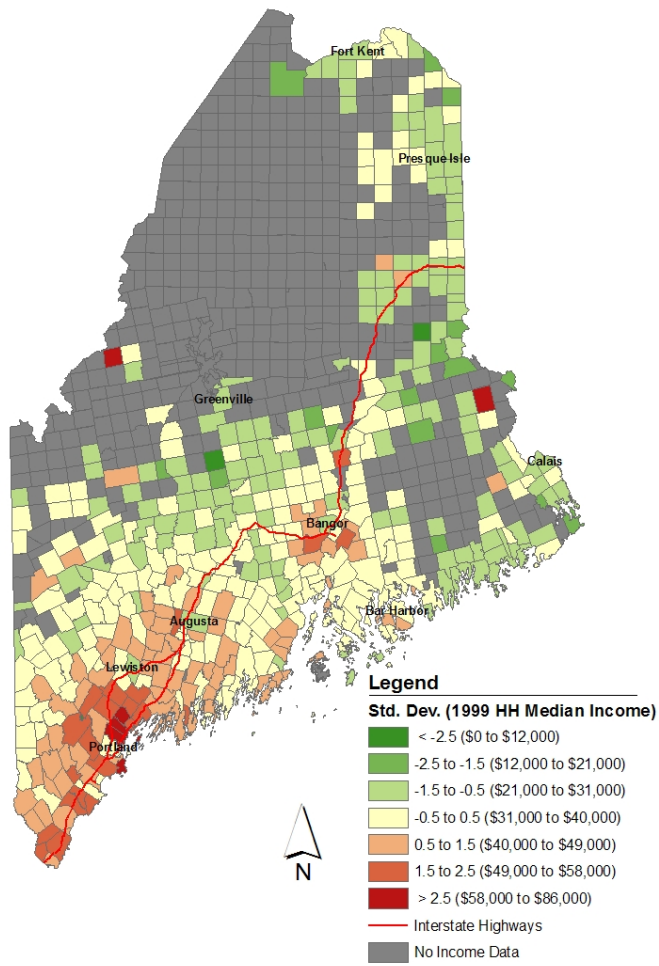 Fort Kent
Presque Isle
Greenville
Calais
Bangor
Bar Harbor
Augusta
Lewiston
Portland
N
Legend
Std. Dev. (1999 HH Median Income)
< -2.5 ($0 to $12,000)
-2.5 to -1.5 ($12,000 to $21,000)
-1.5 to -0.5 ($21,000 to $31,000)
-0.5 to 0.5 ($31,000 to $40,000)
0.5 to 1.5 ($40,000 to $49,000)
1.5 to 2.5 ($49,000 to $58,000)
> 2.5 ($58,000 to $86,000)
Interstate Highways
No Income Data